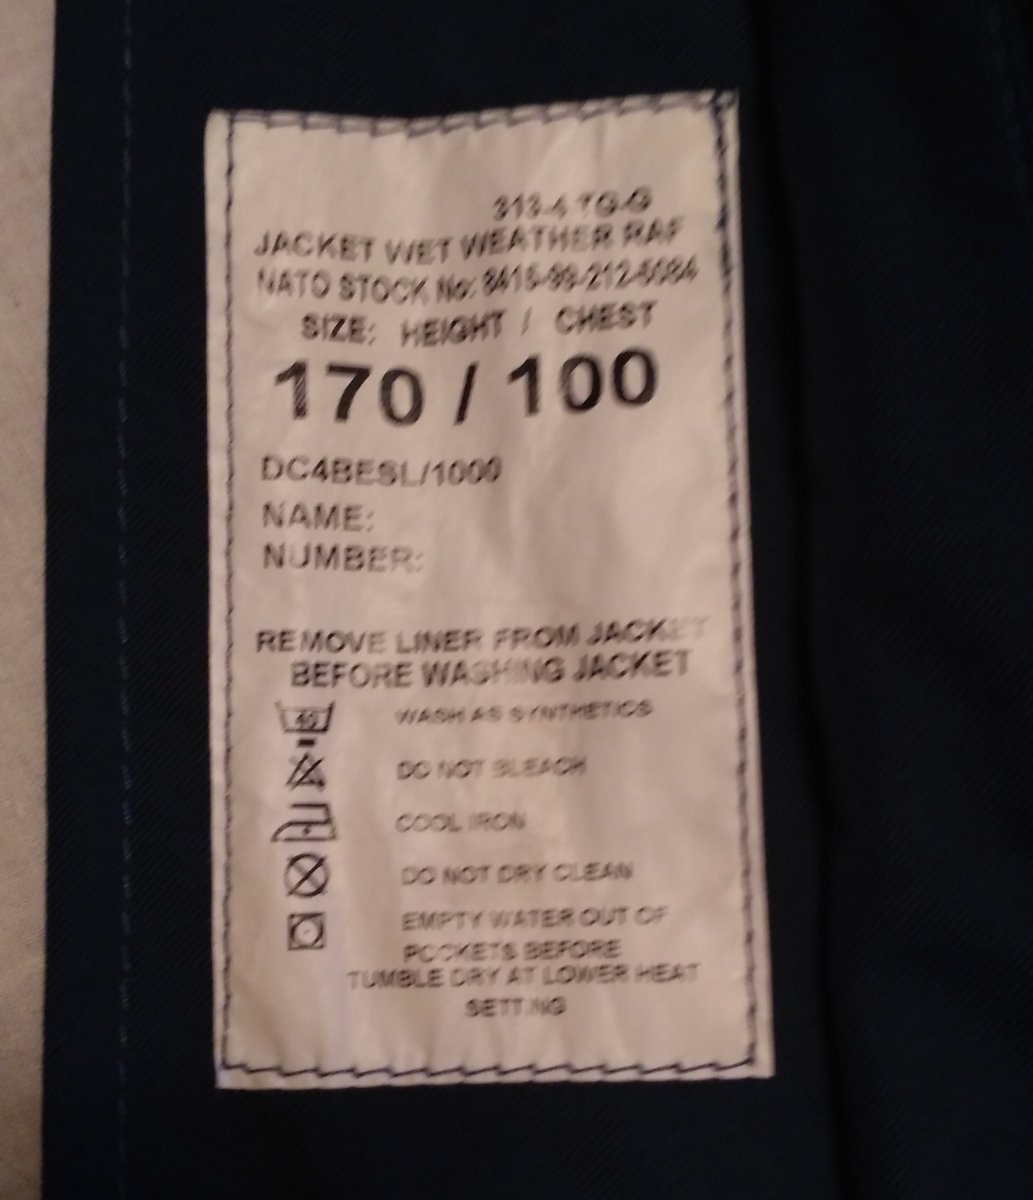 313-4 TG-G
JACKET WET WEATHER RAF
NATO STOCK No: 8415-99-212-5084
SIZE: HEIGHT / CHEST
170 / 100
DC4BESL/1000
NAME:
NUMBER:
REMOVE LINER FROM JACKET
BEFORE WASHING JACKET
40 WASH AS SYNTHETICS
DO NOT BLEACH
COOL IRON
DO NOT DRY CLEAN
EMPTY WATER OUT OF
POCKETS BEFORE
TUMBLE DRY AT LOWER HEAT
SETTING